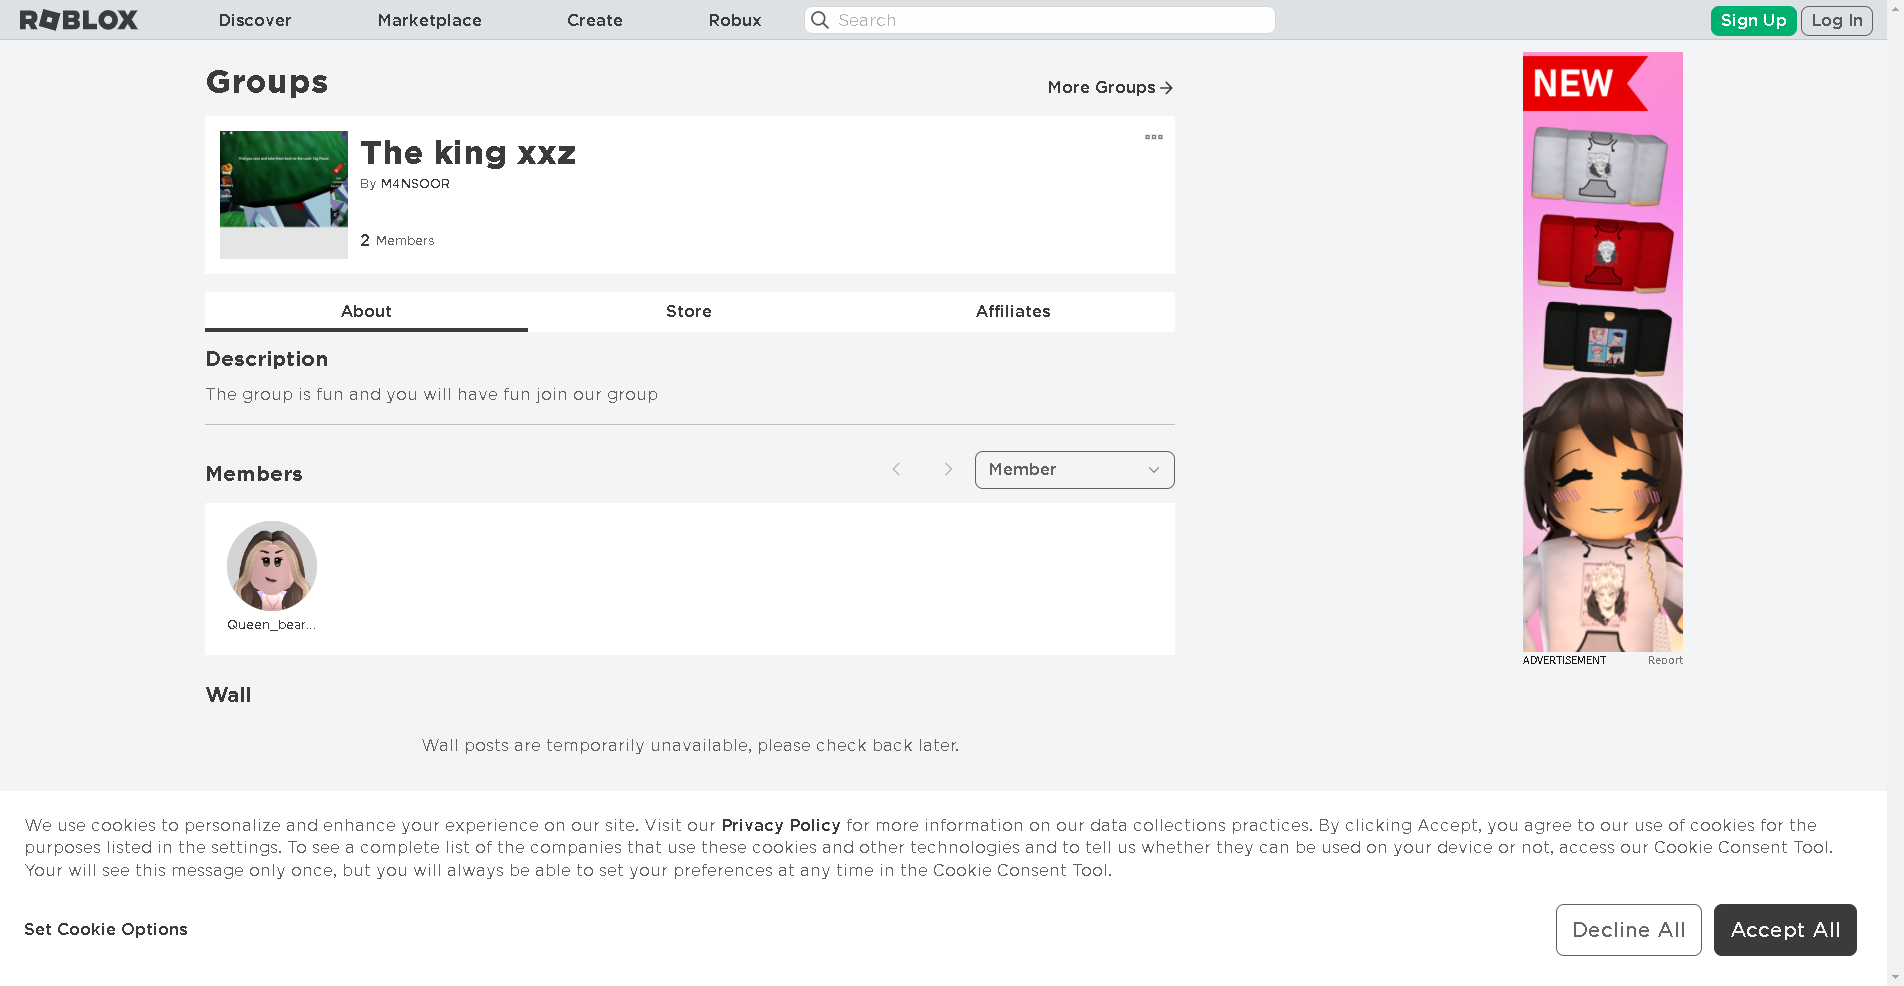 ROBLOX
Discover
Marketplace
Create
Robux
Search
Sign Up
Log In
Groups
More Groups
The king xxz
By M4NSOOR
2 Members
About
Store
Affiliates
Description
The group is fun and you will have fun join our group
Members
Member
Queen_bear...
Wall
Wall posts are temporarily unavailable, please check back later.
NEW
ADVERTISEMENT
Report
We use cookies to personalize and enhance your experience on our site. Visit our Privacy Policy for more information on our data collections practices. By clicking Accept, you agree to our use of cookies for the
purposes listed in the settings. To see a complete list of the companies that use these cookies and other technologies and to tell us whether they can be used on your device or not, access our Cookie Consent Tool.
Your will see this message only once, but you will always be able to set your preferences at any time in the Cookie Consent Tool.
Set Cookie Options
Decline All
Accept All